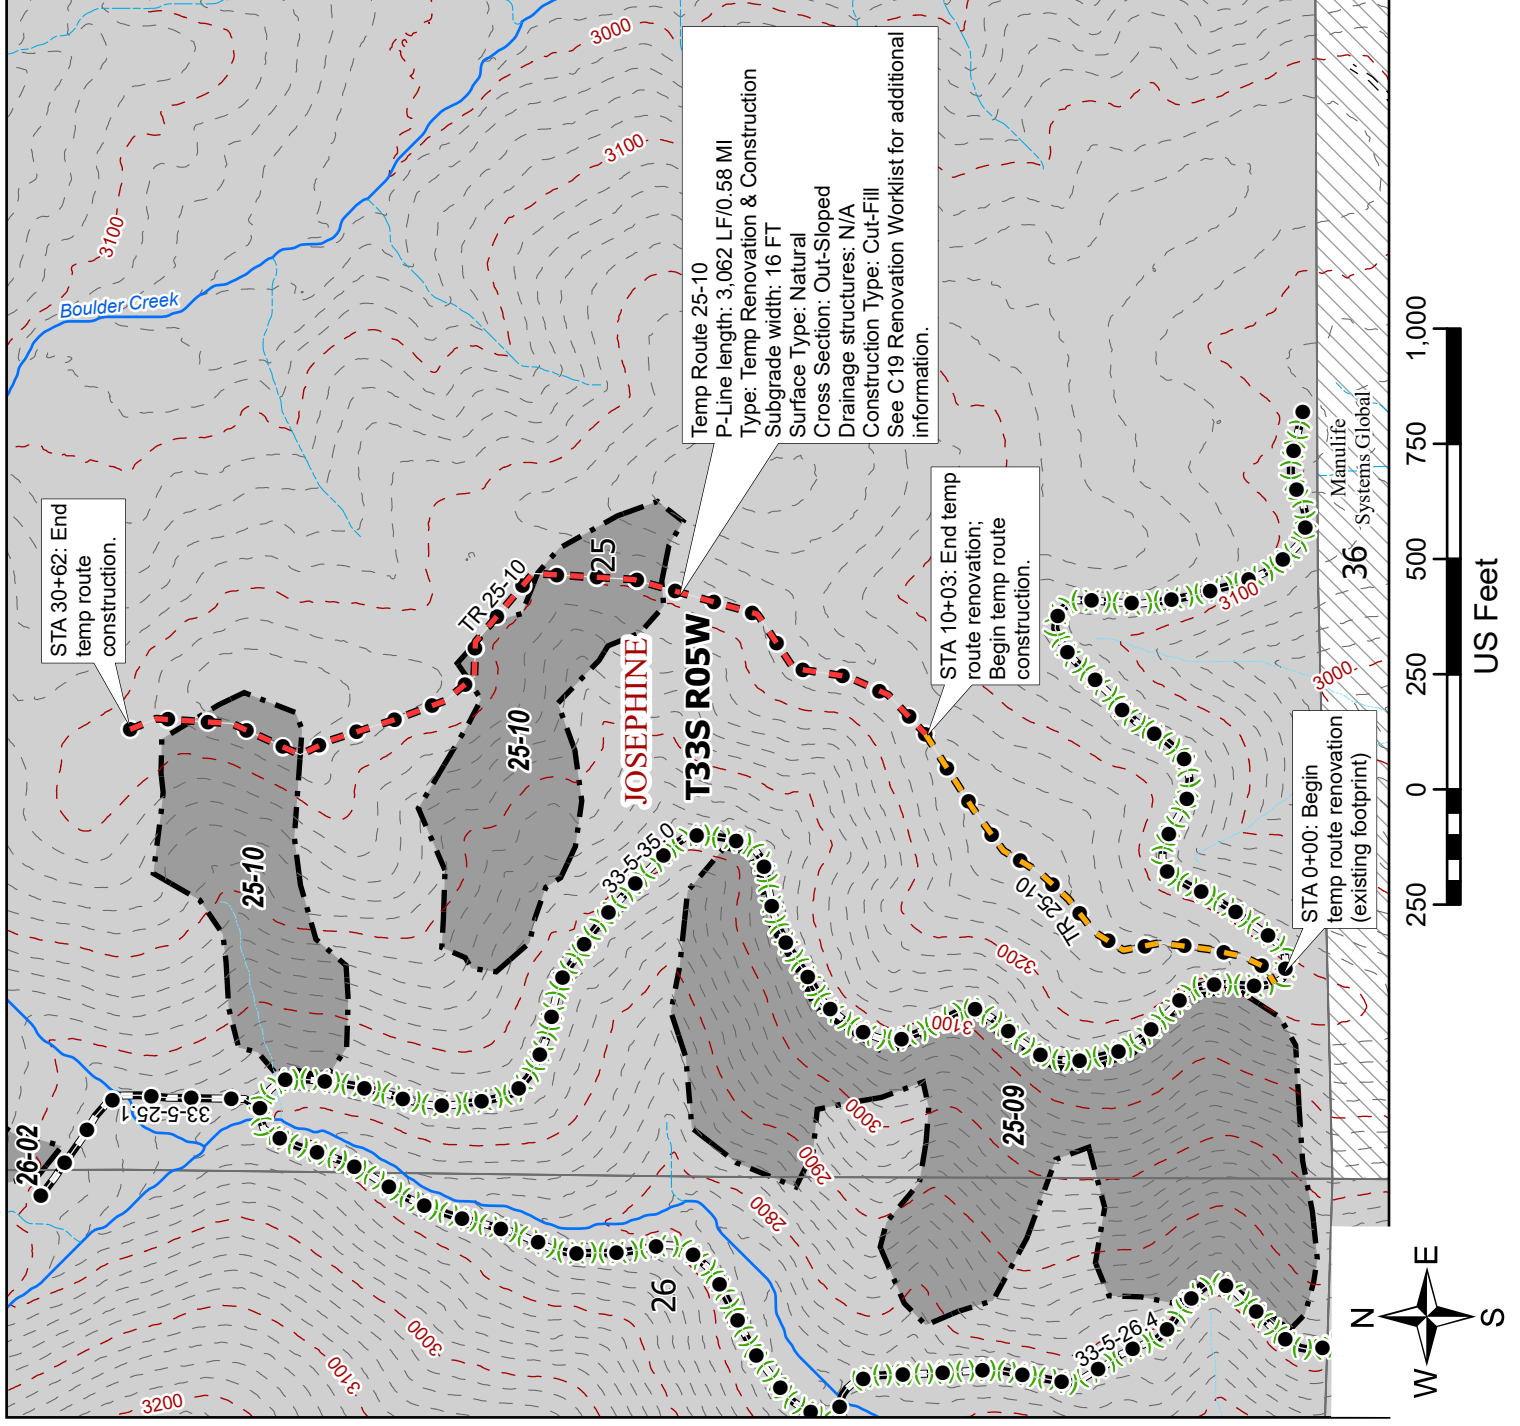 3000
3100
3100
Boulder Creek
Temp Route 25-10
P-Line length: 3,062 LF/0.58 MI
Type: Temp Renovation & Construction
Subgrade width: 16 FT
Surface Type: Natural
Cross Section: Out-Sloped
Drainage structures: N/A
Construction Type: Cut-Fill
See C19 Renovation Worklist for additional
information.
STA 30+62: End
temp route
construction.
TR 25-10
25
25-10
25-10
JOSEPHINE
T33S R05W
STA 10+03: End temp
route renovation;
Begin temp route
construction.
3100
3000
36
Manulife
Systems Global
33-5-35.0
TR 25-10
3200
3100
STA 0+00: Begin
temp route renovation
(existing footprint)
26-02
33-5-25.1
25-09
3000
2900
2800
26
33-5-26.4
3000
3100
3200
250
0
250
500
750
1,000
US Feet
N
W
E
S